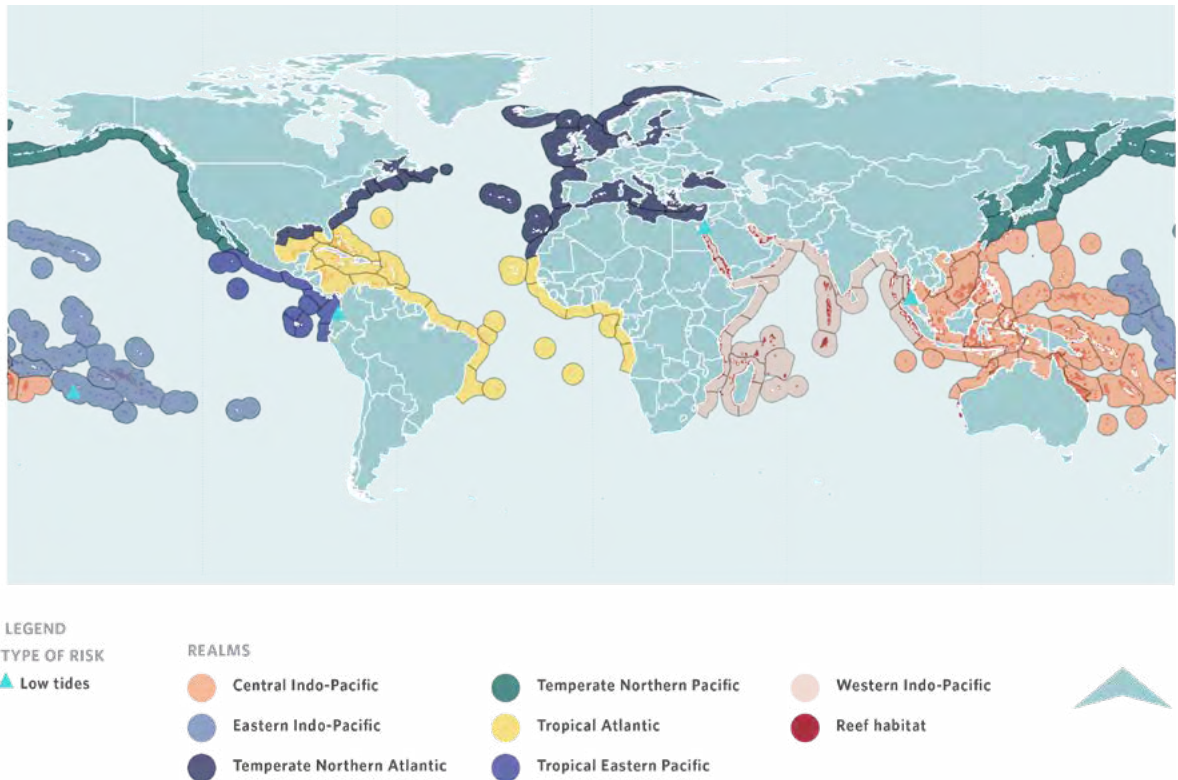 LEGEND
TYPE OF RISK
Low tides
REALMS
Central Indo-Pacific
Eastern Indo-Pacific
Temperate Northern Atlantic
Temperate Northern Pacific
Tropical Atlantic
Tropical Eastern Pacific
Western Indo-Pacific
Reef habitat